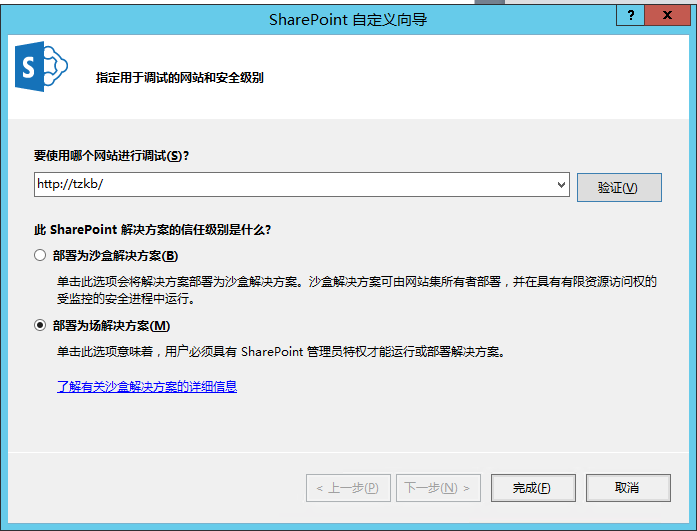 SharePoint 自定义向导
? x
S
指定用于调试的网站和安全级别
要使用哪个网站进行调试(S)?
http://tzkb/
验证(V)
此 SharePoint 解决方案的信任级别是什么?
部署为沙盒解决方案(B)
单击此选项会将解决方案部署为沙盒解决方案。沙盒解决方案可由网站集所有者部署，并在具有有限资源访问权的
受监控的安全进程中运行。
部署为场解决方案(M)
单击此选项意味着，用户必须具有 SharePoint 管理员特权才能运行或部署解决方案。
了解有关沙盒解决方案的详细信息
< 上一步(P) 下一步(N) > 完成(F) 取消